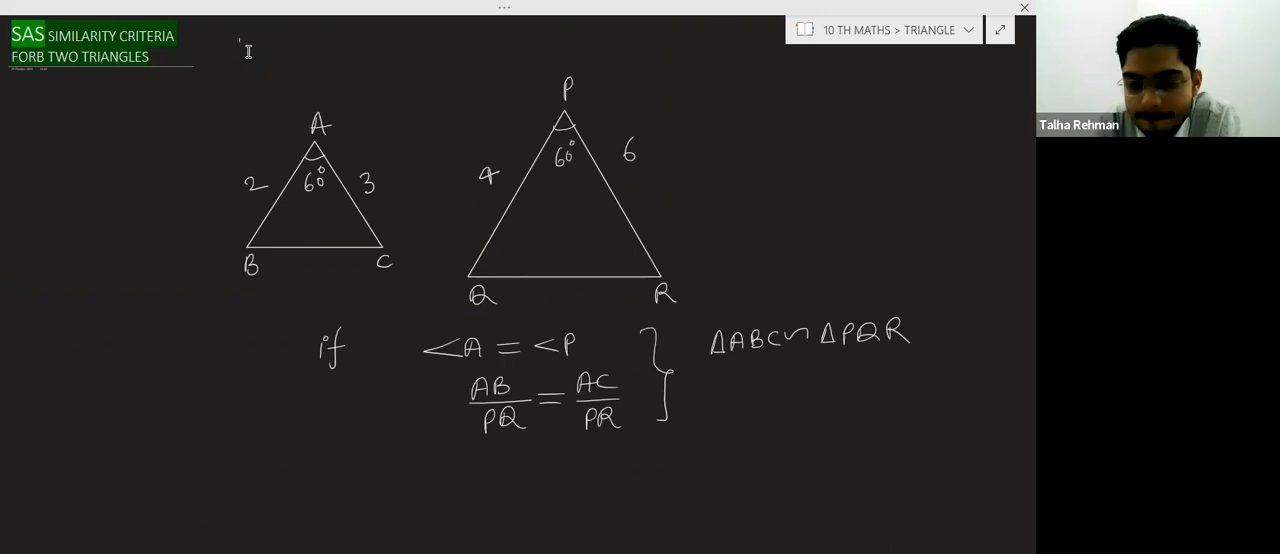 SAS SIMILARITY CRITERIA
FORB TWO TRIANGLES
10 TH MATHS > TRIANGLE
Talha Rehman
P
A
60°
4
6
60°
2
3
B
C
Q
R
if
<A = <P
ΔABC ∽ ΔPQR
AB/PQ = AC/PR